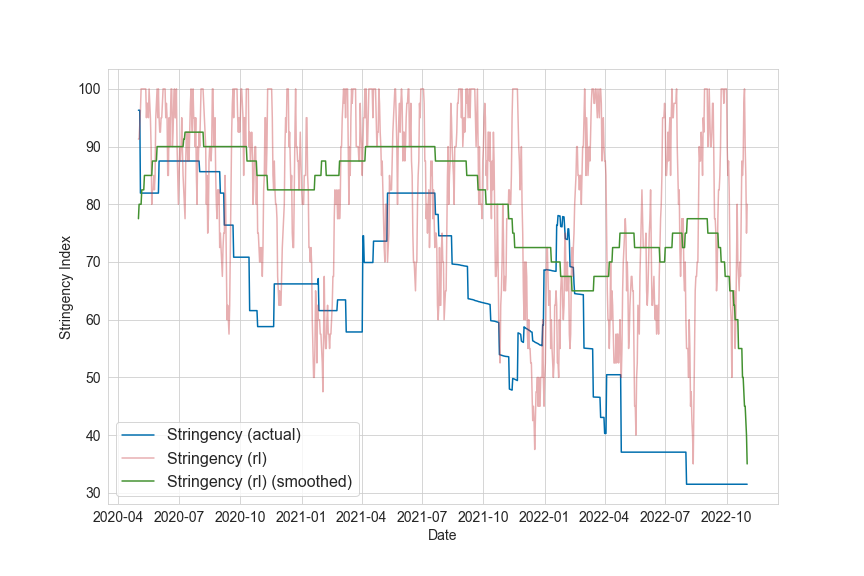 100
90
80
70
60
50
40
30
Stringency Index
Stringency (actual)
Stringency (rl)
Stringency (rl) (smoothed)
2020-04 2020-07 2020-10 2021-01 2021-04 2021-07 2021-10 2022-01 2022-04 2022-07 2022-10
Date